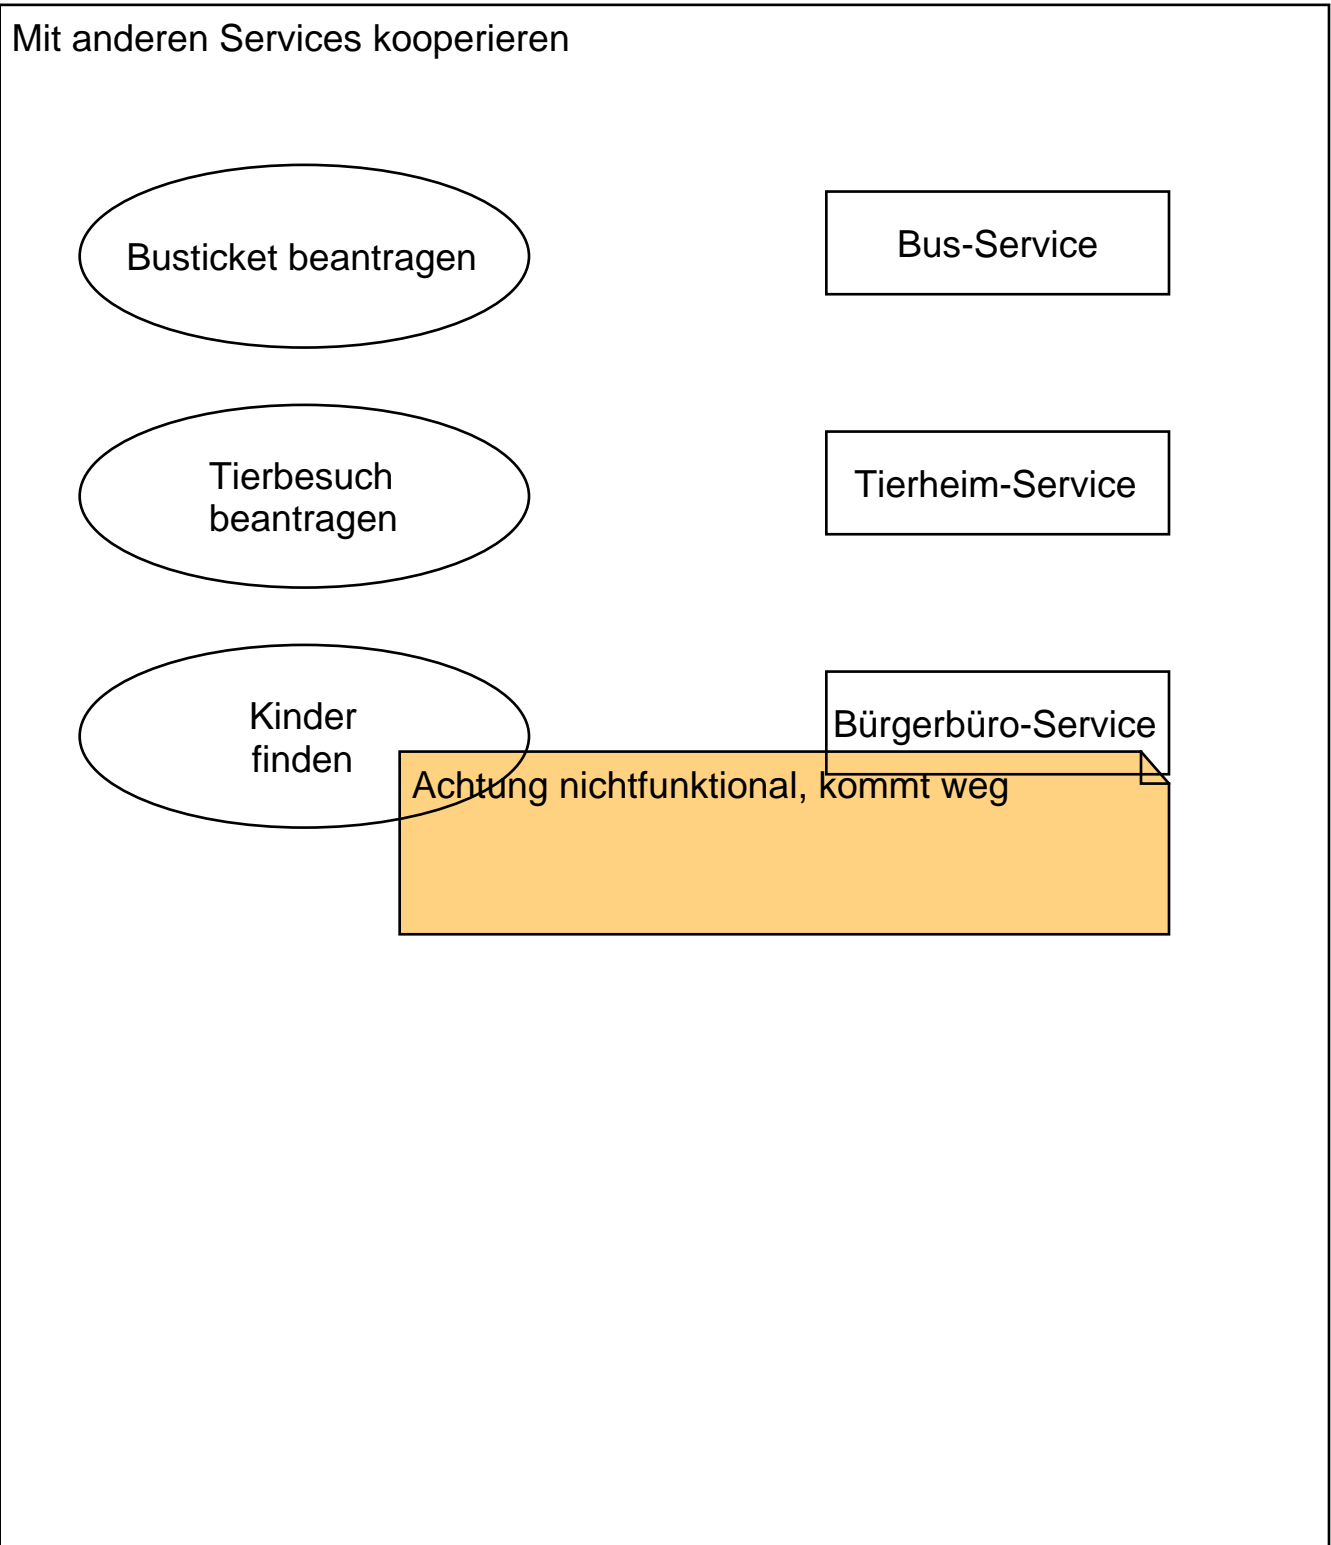 Mit anderen Services kooperieren
Busticket beantragen
Bus-Service
Tierbesuch
beantragen
Tierheim-Service
Kinder
finden
Bürgerbüro-Service
Achtung nichtfunktional, kommt weg